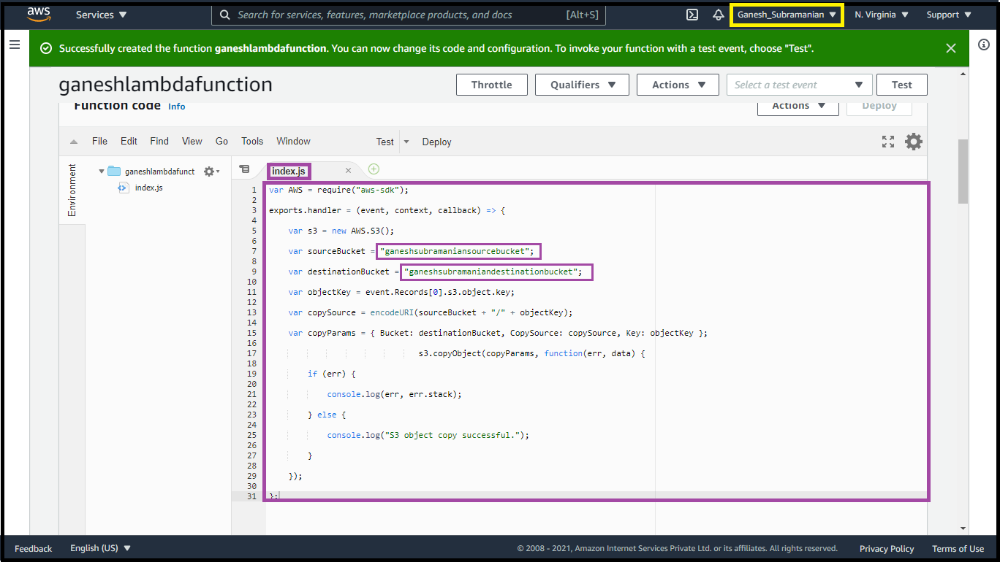 aws Services Search for services, features, marketplace products, and docs [Alt+S] Ganesh_Subramanian N. Virginia Support
Successfully created the function ganeshlambdafunction. You can now change its code and configuration. To invoke your function with a test event, choose "Test".
ganeshlambdafunction Throttle Qualifiers Actions Select a test event Test
Function code Info Actions Deploy
File Edit Find View Go Tools Window Test Deploy
Environment
ganeshlambdafunct
index.js
index.js
1 var AWS = require("aws-sdk");
2
3 exports.handler = (event, context, callback) => {
4
5 var s3 = new AWS.S3();
6
7 var sourceBucket = "ganeshsubramaniansourcebucket";
8
9 var destinationBucket = "ganeshsubramaniandestinationbucket";
10
11 var objectKey = event.Records[0].s3.object.key;
12
13 var copySource = encodeURI(sourceBucket + "/" + objectKey);
14
15 var copyParams = { Bucket: destinationBucket, CopySource: copySource, Key: objectKey };
16
17 s3.copyObject(copyParams, function(err, data) {
18
19 if (err) {
20
21 console.log(err, err.stack);
22
23 } else {
24
25 console.log("S3 object copy successful.");
26
27 }
28
29 });
30
31 };
Feedback English (US) © 2008 - 2021, Amazon Internet Services Private Ltd. or its affiliates. All rights reserved. Privacy Policy Terms of Use